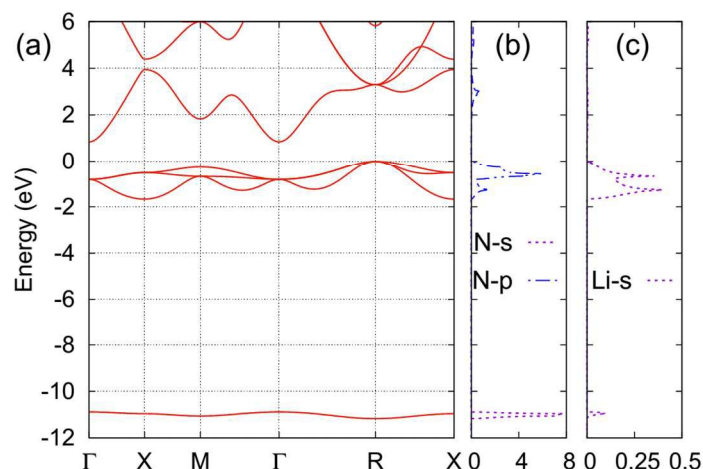 (a)
(b)
(c)
6
4
2
0
-2
-4
-6
-8
-10
-12
Energy (eV)
N-s
N-p
Li-s
Γ X M Γ R X
0 4 8
0 0.25 0.5